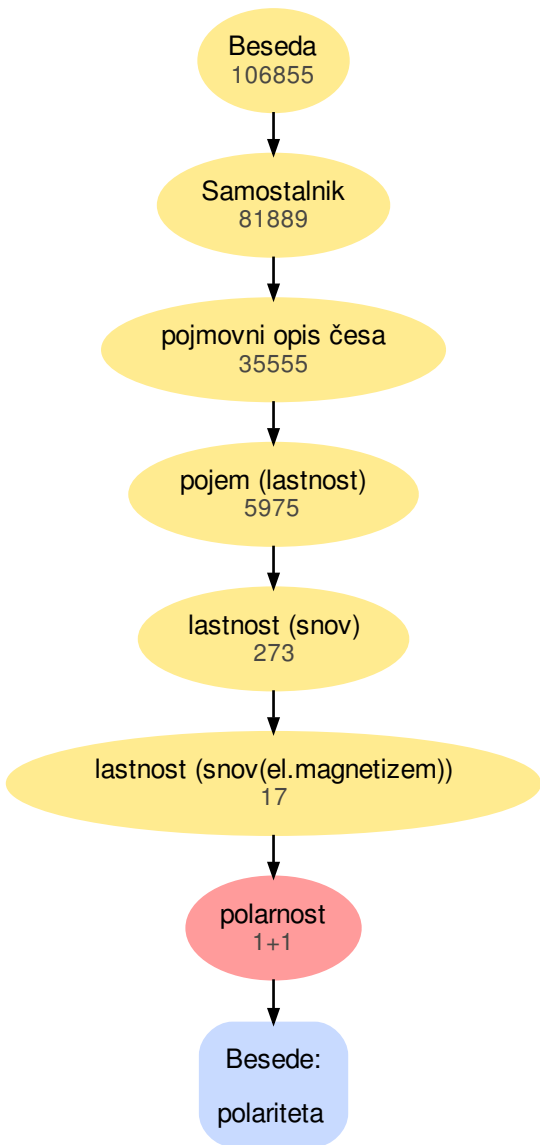 Beseda
106855
Samostalnik
81889
pojmovni opis česa
35555
pojem (lastnost)
5975
lastnost (snov)
273
lastnost (snov(el.magnetizem))
17
polarnost
1+1
Besede:
polariteta